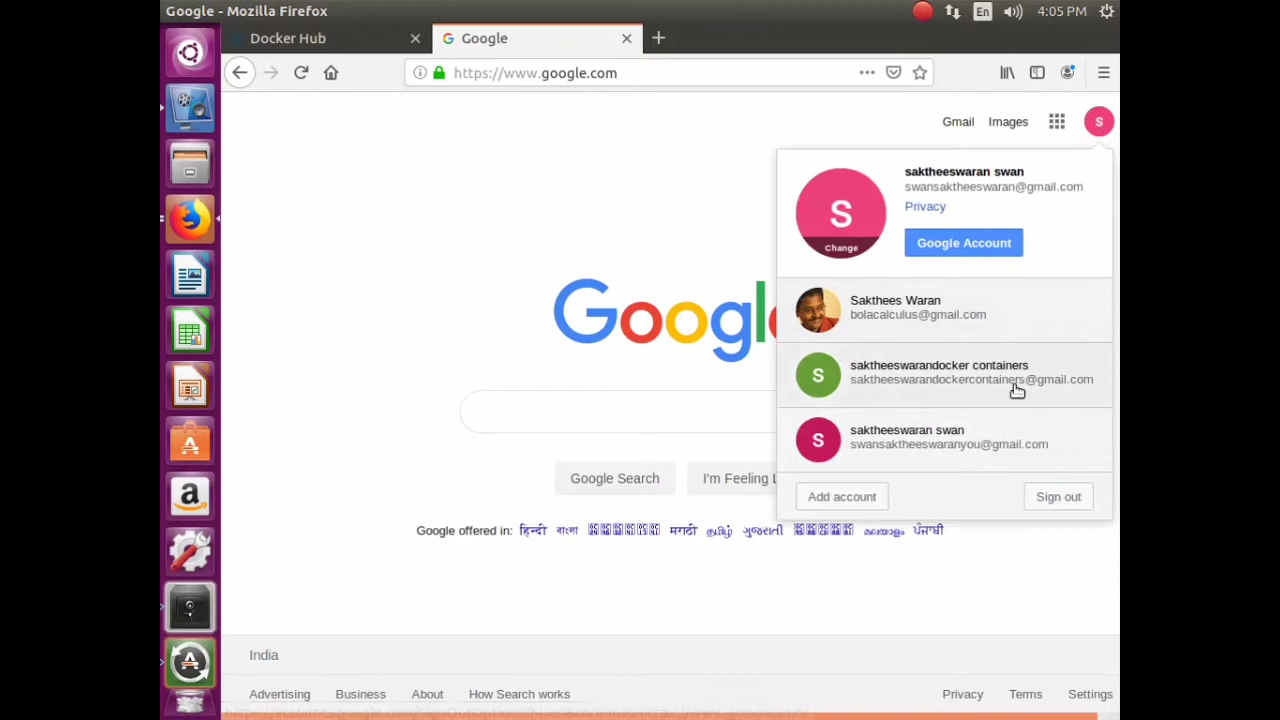 Google - Mozilla Firefox
En
4:05 PM
Docker Hub
Google
https://www.google.com
Gmail
Images
S
saktheeswaran swan
swansaktheeswaran@gmail.com
Privacy
S
Change
Google Account
Sakthees Waran
bolacalculus@gmail.com
S
saktheeswarandocker containers
saktheeswarandockercontainers@gmail.com
S
saktheeswaran swan
swansaktheeswaranyou@gmail.com
Add account
Sign out
Googl
Google Search
I'm Feeling L
Google offered in: हिन्दी বাংলা मराठी தமிழ் ગુજરાતી മലയാളം ਪੰਜਾਬੀ
India
Advertising
Business
About
How Search works
Privacy
Terms
Settings